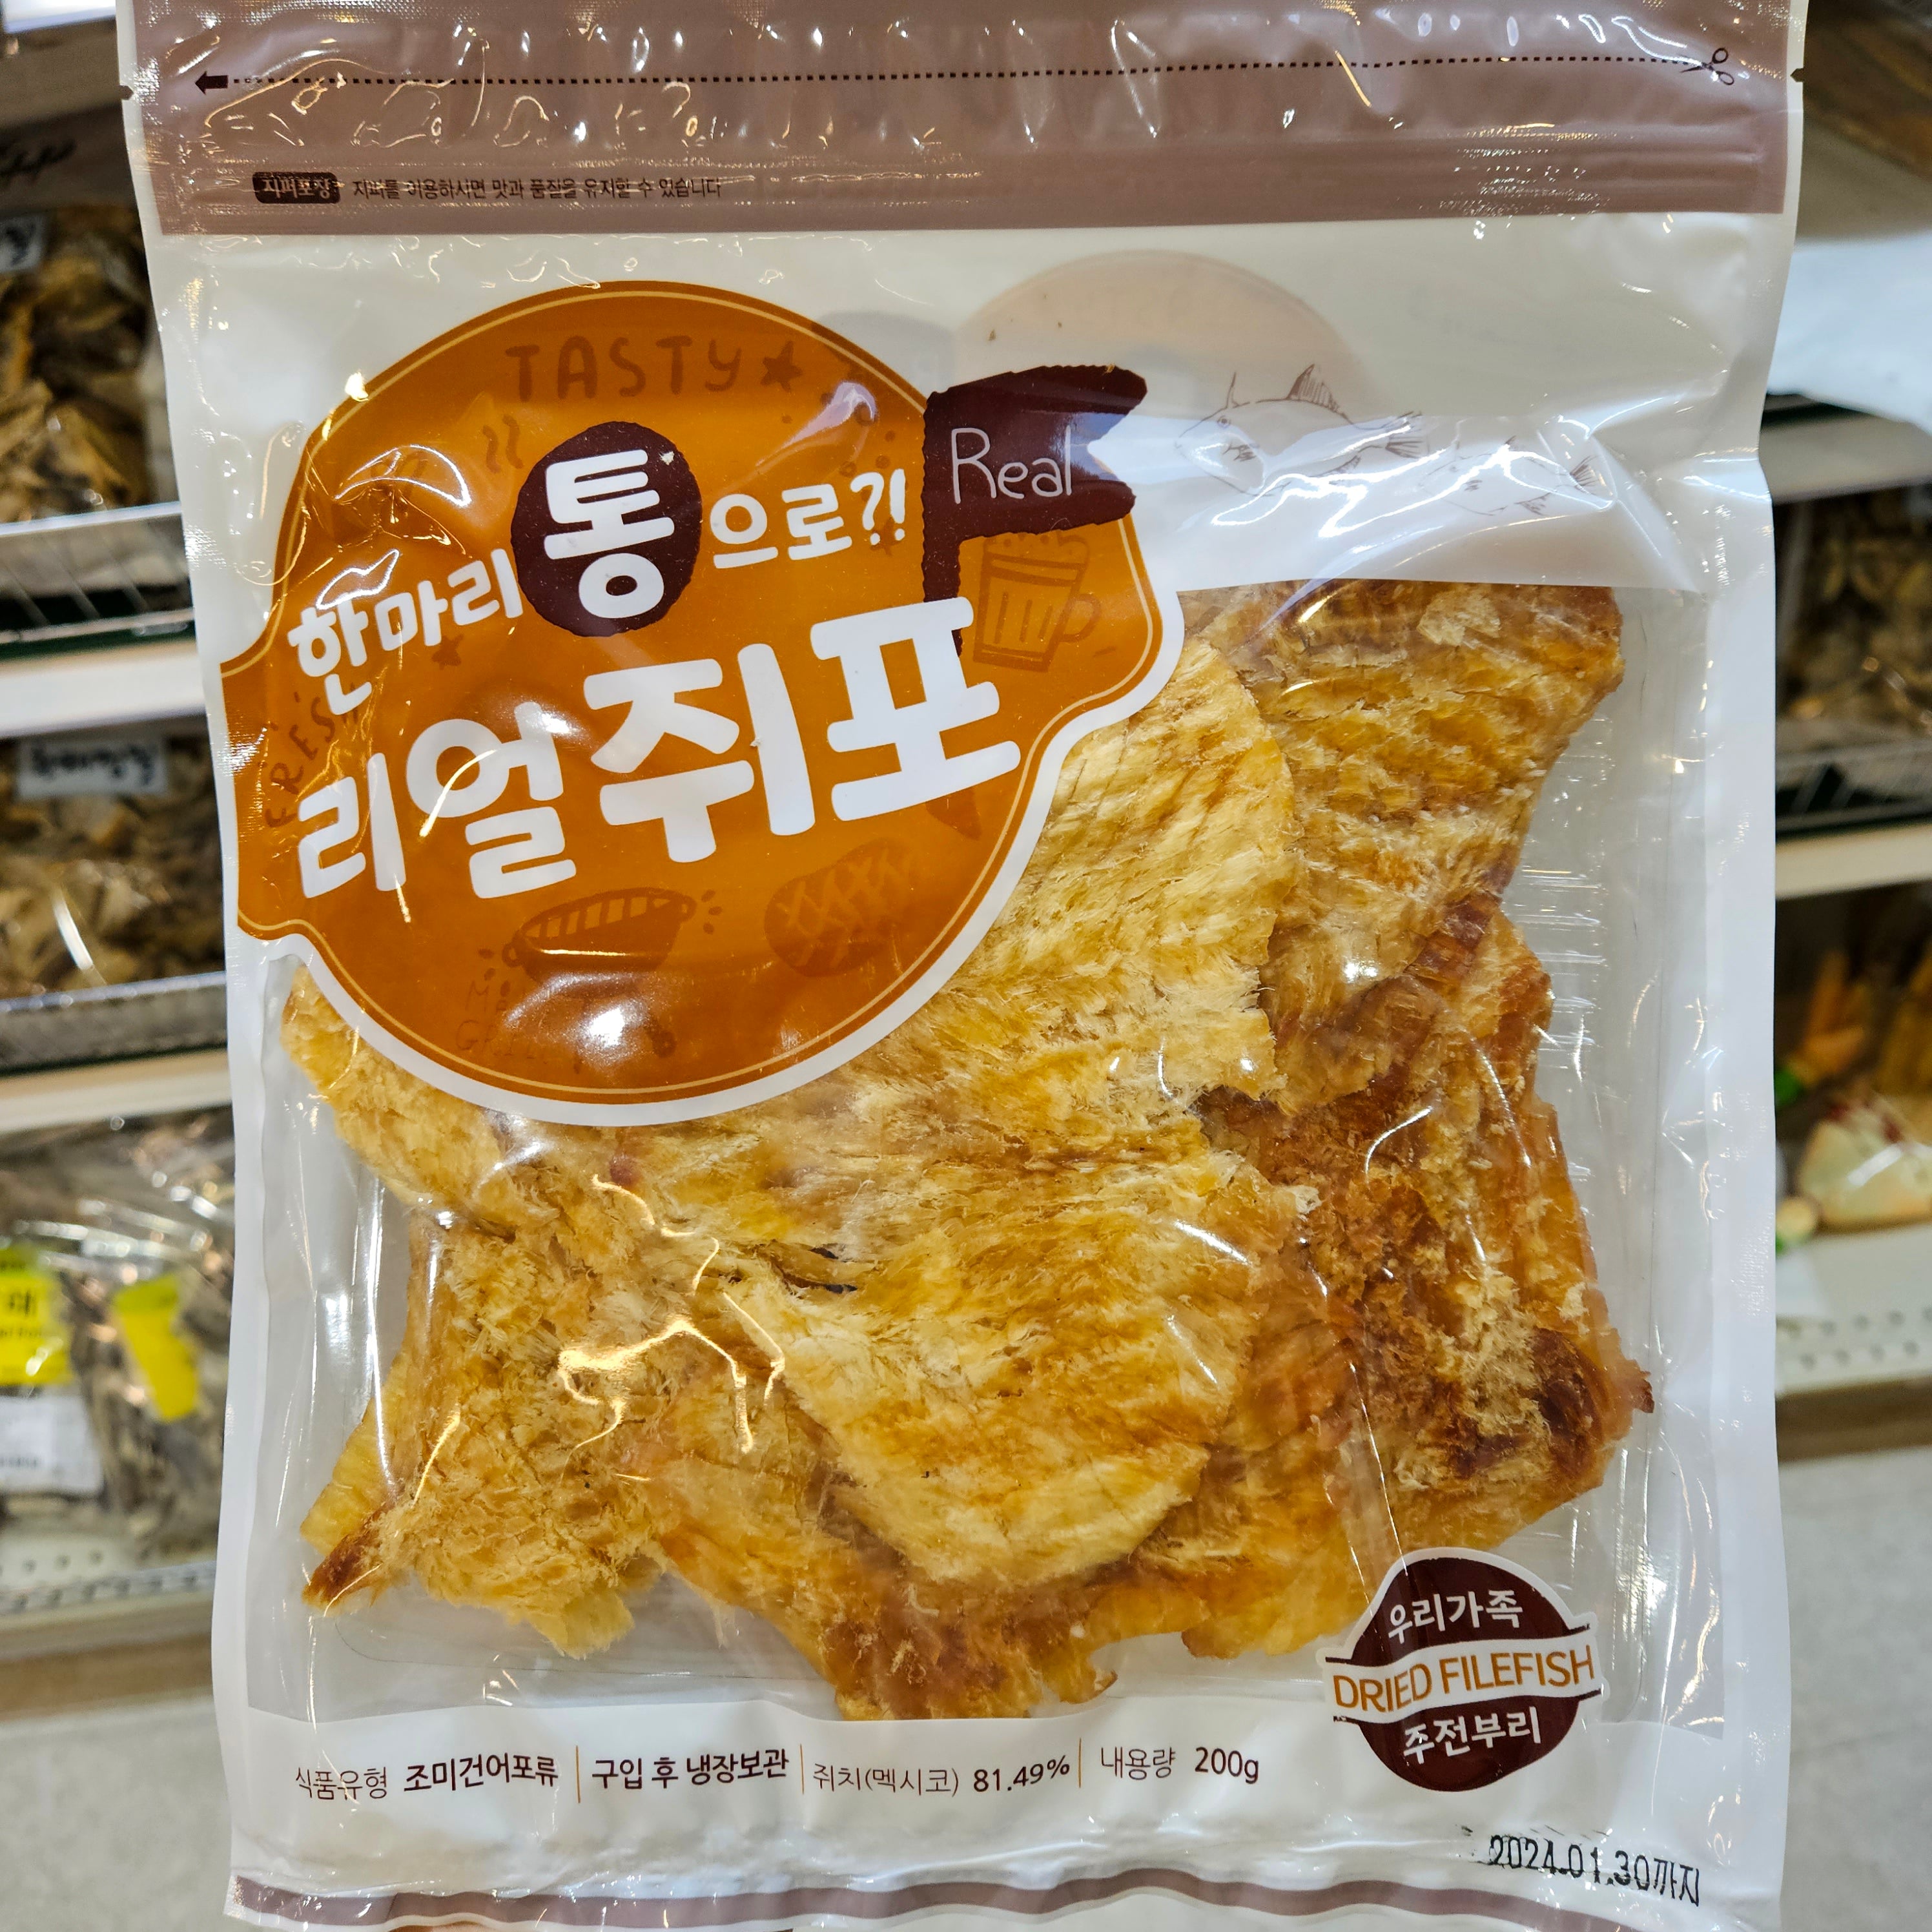 지퍼포장 지퍼를 이용하시면 맛과 품질을 유지할 수 있습니다
TASTY
Real
한마리 통으로?!
리얼 쥐포
FRESH
우리가족
DRIED FILEFISH
주전부리
식품유형 조미건어포류 | 구입 후 냉장보관 | 쥐치(멕시코) 81.49% | 내용량 200g
2024.01.30까지